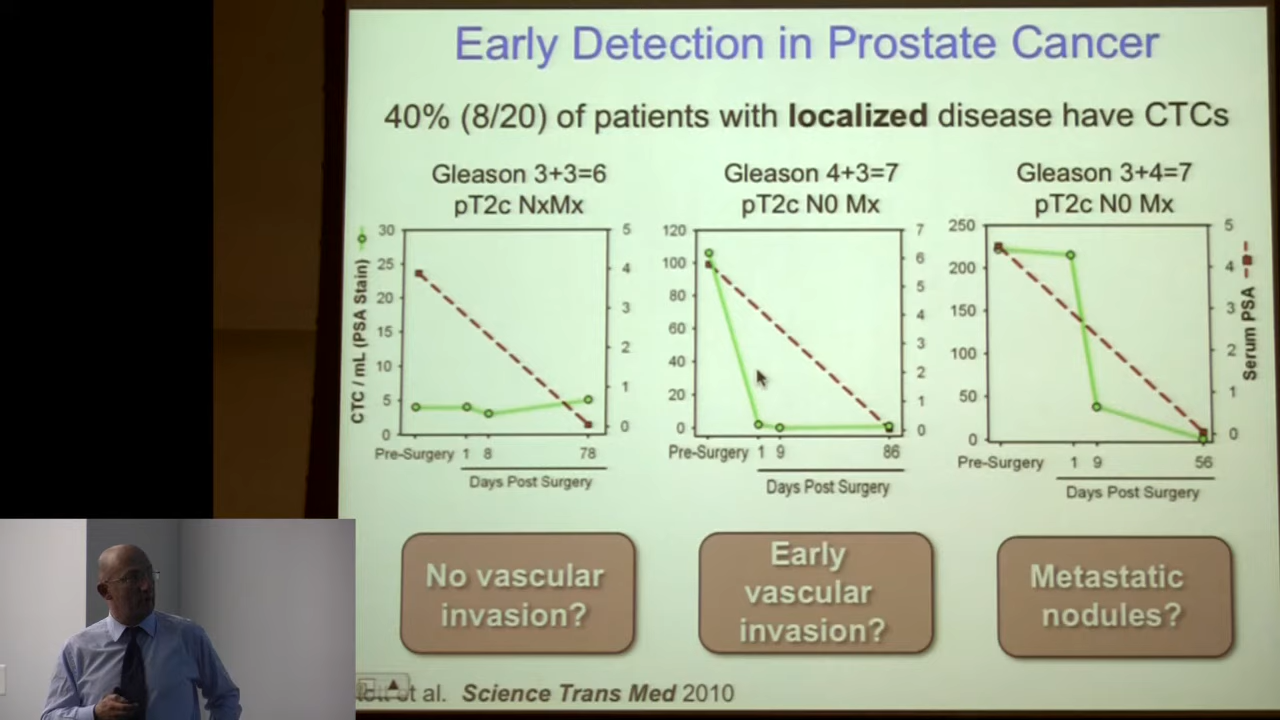 Early Detection in Prostate Cancer
40% (8/20) of patients with localized disease have CTCs
Gleason 3+3=6
pT2c NxMx
CTC / mL (PSA Stain)
30
25
20
15
10
5
0
5
4
3
2
1
0
Pre-Surgery 1 8 78
Days Post Surgery
No vascular
invasion?
Gleason 4+3=7
pT2c N0 Mx
120
100
80
60
40
20
0
7
6
5
4
3
2
1
0
Pre-Surgery 1 9 86
Days Post Surgery
Early
vascular
invasion?
Gleason 3+4=7
pT2c N0 Mx
250
200
150
100
50
0
5
4
3
2
1
0
Serum PSA
Pre-Surgery 1 9 56
Days Post Surgery
Metastatic
nodules?
et al. Science Trans Med 2010